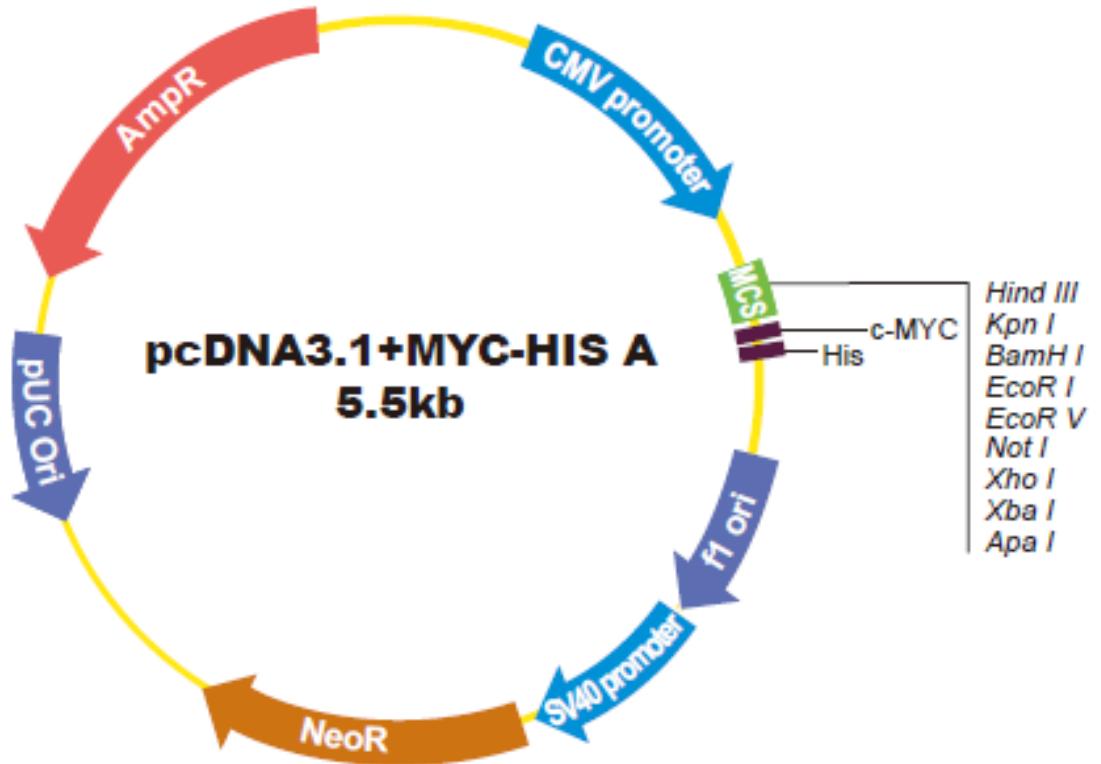 AmpR
CMV promoter
MCS
c-MYC
His
Hind III
Kpn I
BamH I
EcoR I
EcoR V
Not I
Xho I
Xba I
Apa I
pcDNA3.1+MYC-HIS A
5.5kb
pUC Ori
f1 ori
SV40 promoter
NeoR